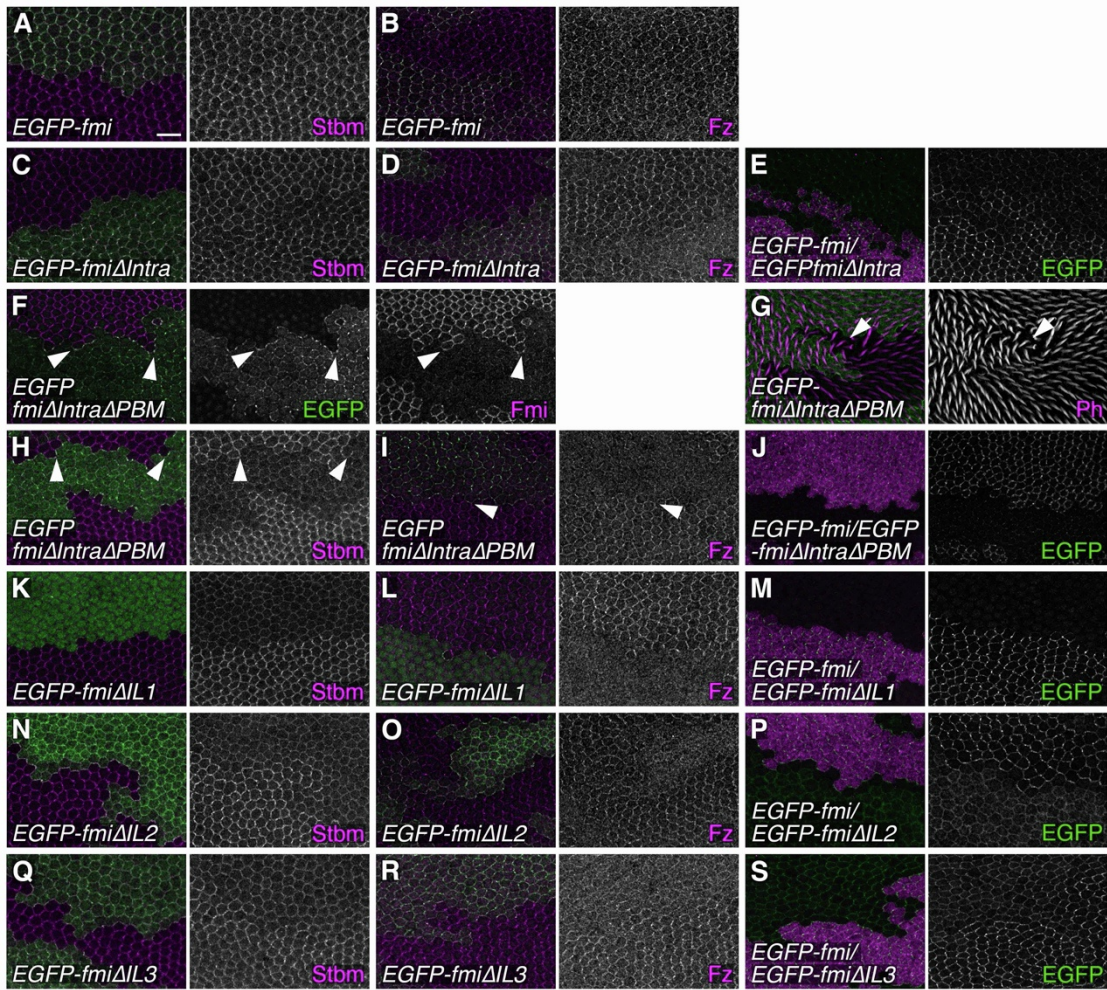 A
EGFP-fmi
Stbm
B
EGFP-fmi
Fz
C
EGFP-fmiΔIntra
Stbm
D
EGFP-fmiΔIntra
Fz
E
EGFP-fmi/
EGFPfmiΔIntra
EGFP
F
EGFP
fmiΔIntraΔPBM
EGFP
Fmi
G
EGFP-
fmiΔIntraΔPBM
Ph
H
EGFP
fmiΔIntraΔPBM
Stbm
I
EGFP
fmiΔIntraΔPBM
Fz
J
EGFP-fmi/EGFP
-fmiΔIntraΔPBM
EGFP
K
EGFP-fmiΔIL1
Stbm
L
EGFP-fmiΔIL1
Fz
M
EGFP-fmi/
EGFP-fmiΔIL1
EGFP
N
EGFP-fmiΔIL2
Stbm
O
EGFP-fmiΔIL2
Fz
P
EGFP-fmi/
EGFP-fmiΔIL2
EGFP
Q
EGFP-fmiΔIL3
Stbm
R
EGFP-fmiΔIL3
Fz
S
EGFP-fmi/
EGFP-fmiΔIL3
EGFP